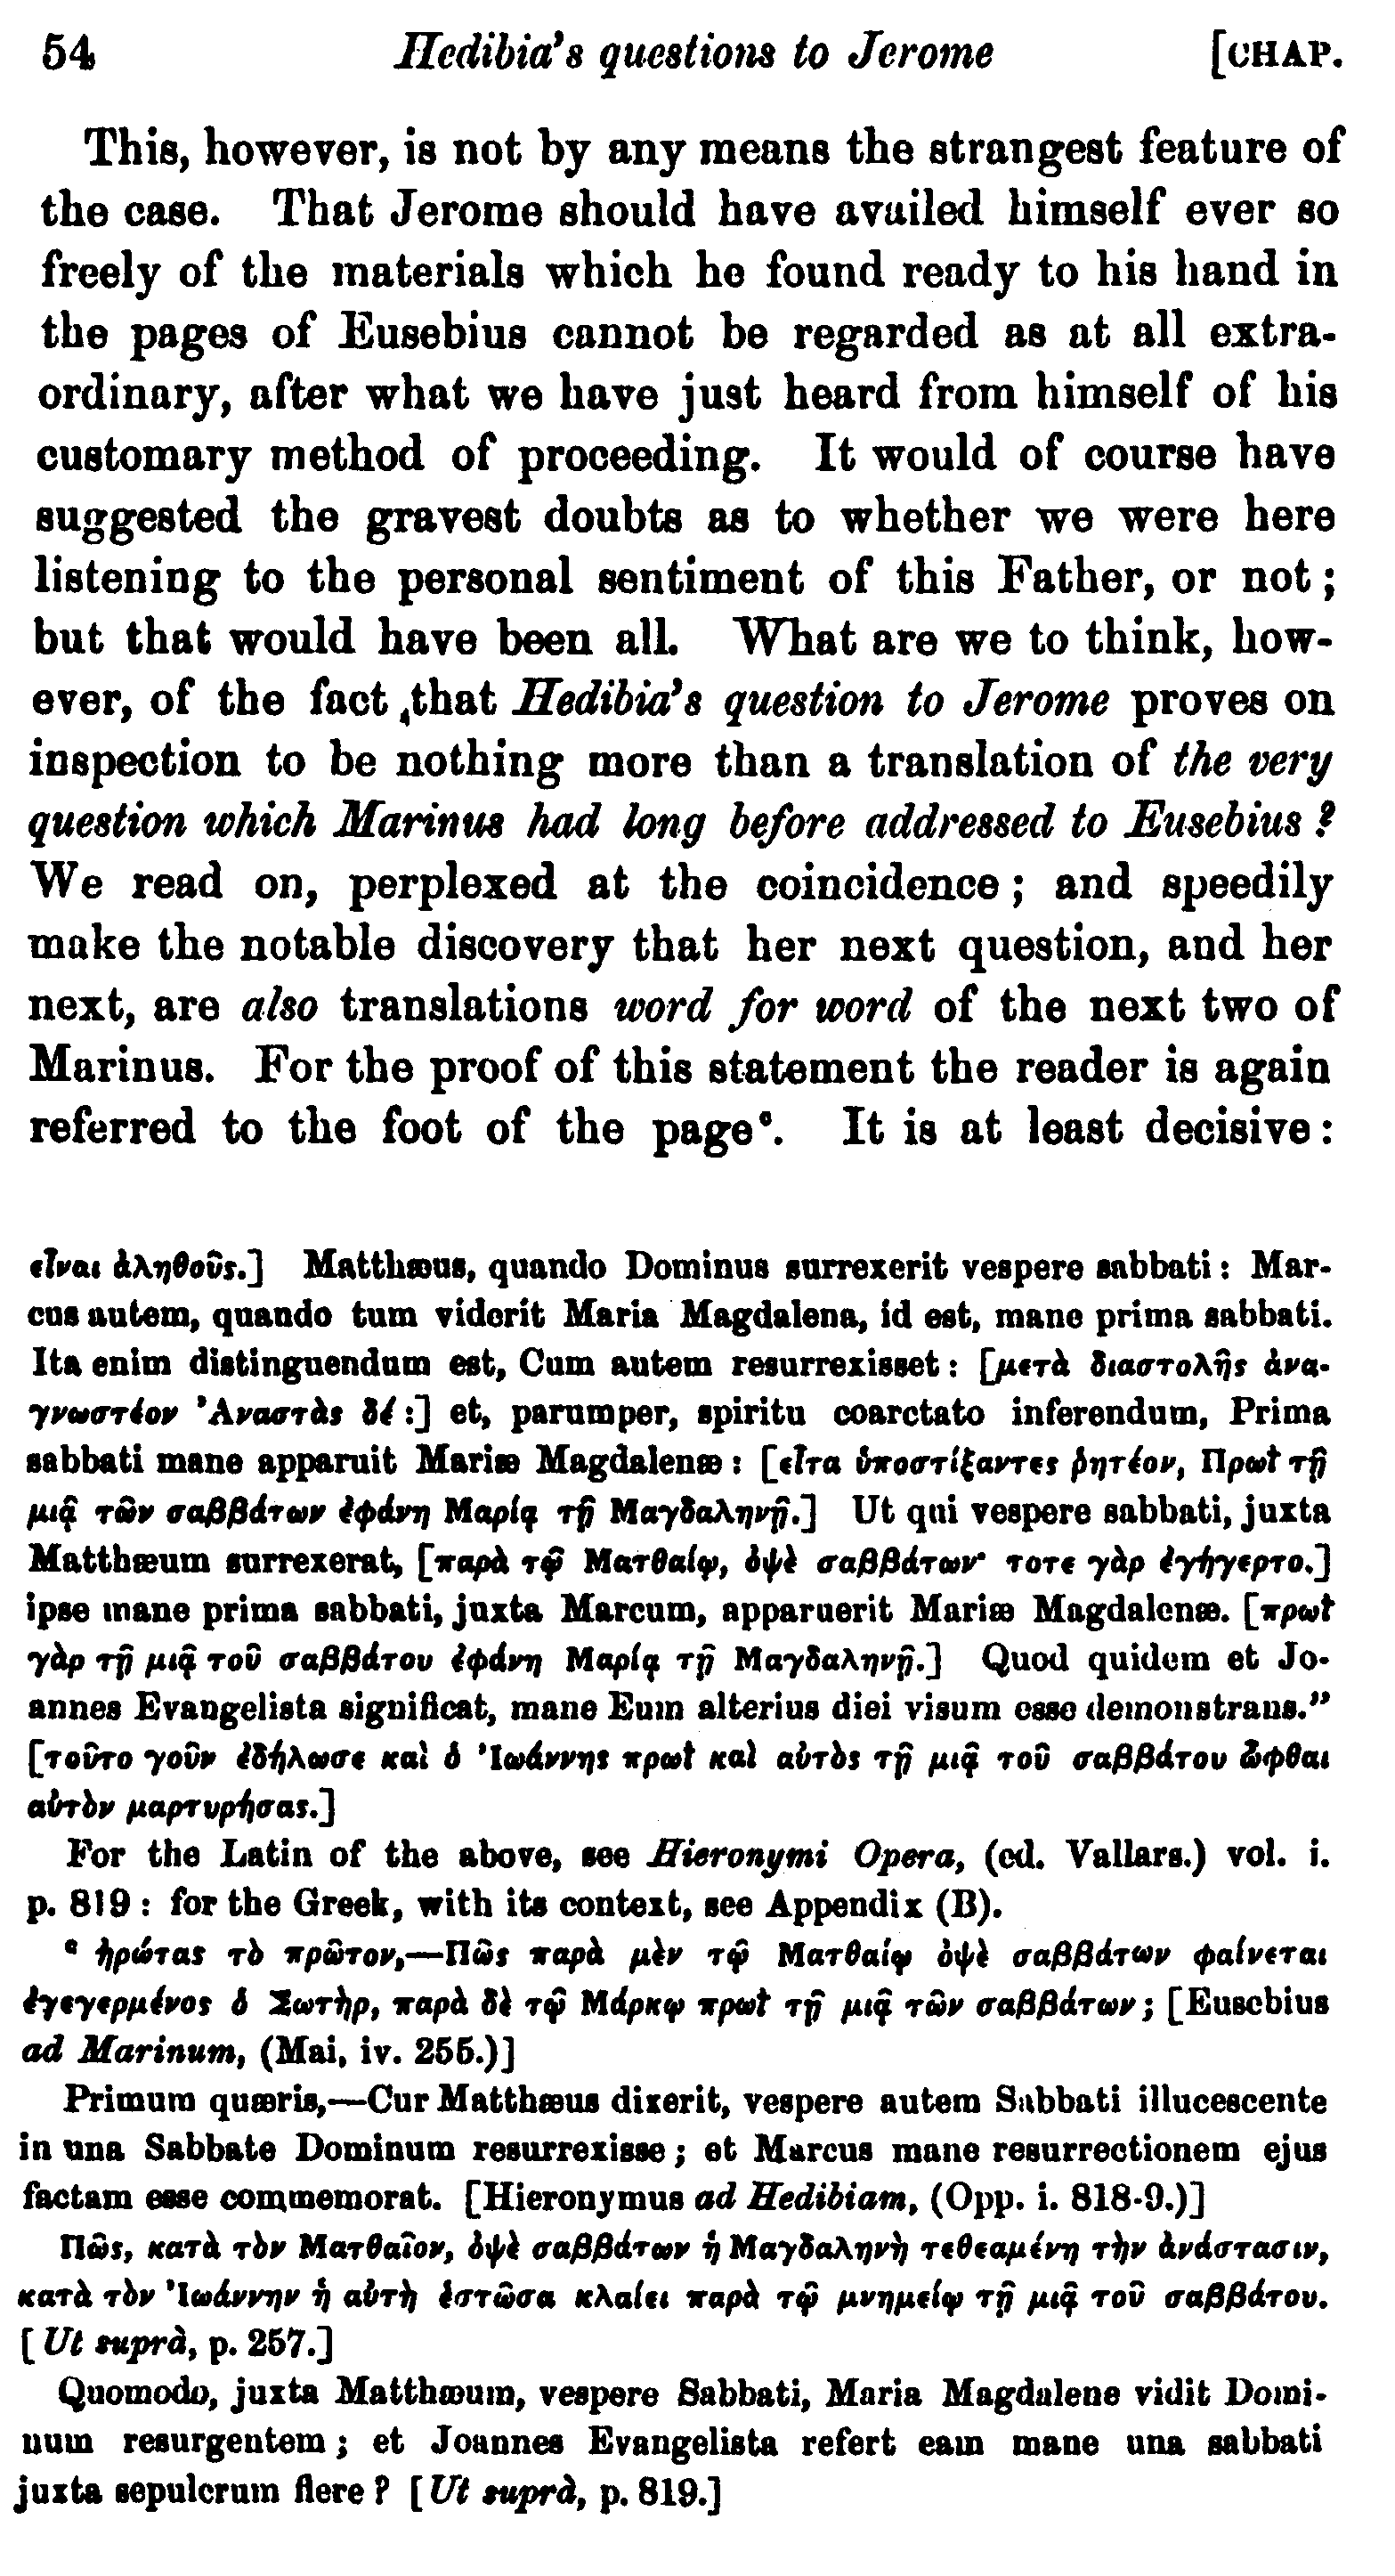 54 Hedibia's questions to Jerome [CHAP.
This, however, is not by any means the strangest feature of
the case. That Jerome should have availed himself ever so
freely of the materials which he found ready to his hand in
the pages of Eusebius cannot be regarded as at all extra-
ordinary, after what we have just heard from himself of his
customary method of proceeding. It would of course have
suggested the gravest doubts as to whether we were here
listening to the personal sentiment of this Father, or not;
but that would have been all. What are we to think, how-
ever, of the fact that Hedibia's question to Jerome proves on
inspection to be nothing more than a translation of the very
question which Marinus had long before addressed to Eusebius?
We read on, perplexed at the coincidence; and speedily
make the notable discovery that her next question, and her
next, are also translations word for word of the next two of
Marinus. For the proof of this statement the reader is again
referred to the foot of the page e. It is at least decisive:
εἶναι ἀληθοῦς.] Matthæus, quando Dominus surrexerit vespere sabbati: Mar-
cus autem, quando tum viderit Maria Magdalena, id est, mane prima sabbati.
Ita enim distinguendum est, Cum autem resurrexisset: [μετὰ διαστολῆς ἀνα-
γνωστέον Ἀναστὰς δέ:] et, parumper, spiritu coarctato inferendum, Prima
sabbati mane apparuit Mariæ Magdalenæ: [εἶτα ὑποστίξαντες ῥητέον, Πρωῒ τῇ
μιᾷ τῶν σαββάτων ἐφάνη Μαρίᾳ τῇ Μαγδαληνῇ.] Ut qui vespere sabbati, juxta
Matthæum surrexerat, [παρὰ τῷ Ματθαίῳ, ὀψὲ σαββάτων· τοτε γὰρ ἐγήγερτο.]
ipse mane prima sabbati, juxta Marcum, apparuerit Mariæ Magdalenæ. [πρωῒ
γὰρ τῇ μιᾷ τοῦ σαββάτου ἐφάνη Μαρίᾳ τῇ Μαγδαληνῇ.] Quod quidem et Jo-
annes Evangelista significat, mane Eum alterius diei visum esse demonstrans."
[τοῦτο γοῦν ἐδήλωσε καὶ ὁ Ἰωάννης πρωῒ καὶ αὐτὸς τῇ μιᾷ τοῦ σαββάτου ὦφθαι
αὐτὸν μαρτυρήσας.]
For the Latin of the above, see Hieronymi Opera, (ed. Vallars.) vol. i.
p. 819: for the Greek, with its context, see Appendix (B).
e ἠρώτας τὸ πρῶτον,—Πῶς παρὰ μὲν τῷ Ματθαίῳ ὀψὲ σαββάτων φαίνεται
ἐγεγερμένος ὁ Σωτὴρ, παρὰ δὲ τῷ Μάρκῳ πρωῒ τῇ μιᾷ τῶν σαββάτων; [Eusebius
ad Marinum, (Mai, iv. 255.)]
Primum quæris,—Cur Matthæus dixerit, vespere autem Sabbati illucescente
in una Sabbate Dominum resurrexisse; et Marcus mane resurrectionem ejus
factam esse commemorat. [Hieronymus ad Hedibiam, (Opp. i. 818-9.)]
Πῶς, κατὰ τὸν Ματθαῖον, ὀψὲ σαββάτων ἡ Μαγδαληνὴ τεθεαμένη τὴν ἀνάστασιν,
κατὰ τὸν Ἰωάννην ἡ αὐτὴ ἑστῶσα κλαίει παρὰ τῷ μνημείῳ τῇ μιᾷ τοῦ σαββάτου.
[Ut suprà, p. 257.]
Quomodo, juxta Matthæum, vespere Sabbati, Maria Magdalene vidit Domi-
num resurgentem; et Joannes Evangelista refert eam mane una sabbati
juxta sepulcrum flere? [Ut suprà, p. 819.]